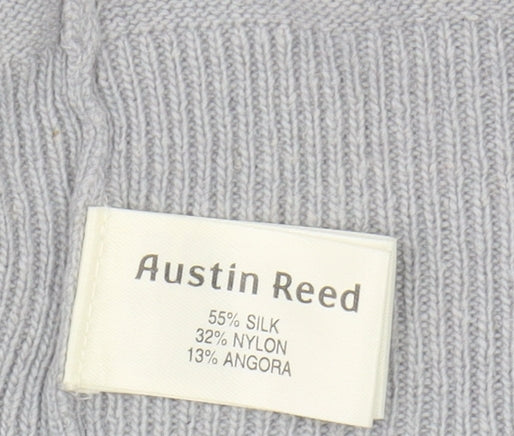 Austin Reed
55% SILK
32% NYLON
13% ANGORA